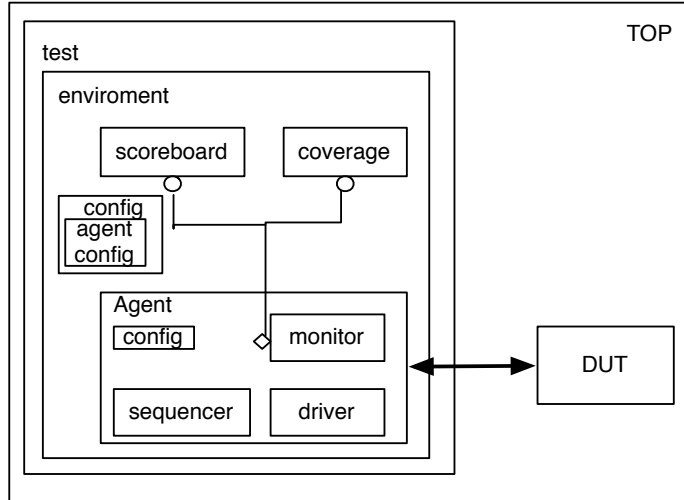 TOP
test
enviroment
scoreboard
coverage
config
agent
config
Agent
config
monitor
DUT
sequencer
driver